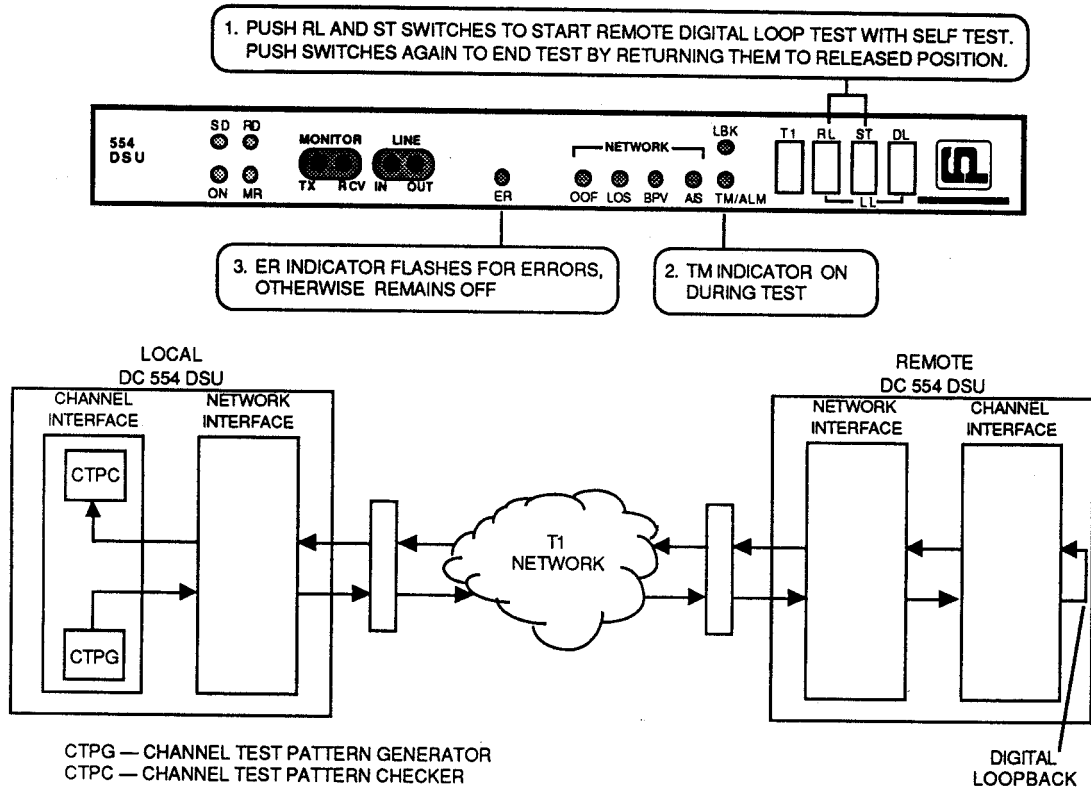 1. PUSH RL AND ST SWITCHES TO START REMOTE DIGITAL LOOP TEST WITH SELF TEST.
PUSH SWITCHES AGAIN TO END TEST BY RETURNING THEM TO RELEASED POSITION.
554
DSU
SD RD
ON MR
MONITOR
TX RCV
LINE
IN OUT
ER
NETWORK
OOF LOS BPV AIS
LBK
TM/ALM
T1 RL ST DL
LL
3. ER INDICATOR FLASHES FOR ERRORS,
OTHERWISE REMAINS OFF
2. TM INDICATOR ON
DURING TEST
LOCAL
DC 554 DSU
CHANNEL
INTERFACE
NETWORK
INTERFACE
CTPC
CTPG
T1
NETWORK
REMOTE
DC 554 DSU
NETWORK
INTERFACE
CHANNEL
INTERFACE
DIGITAL
LOOPBACK
CTPG — CHANNEL TEST PATTERN GENERATOR
CTPC — CHANNEL TEST PATTERN CHECKER